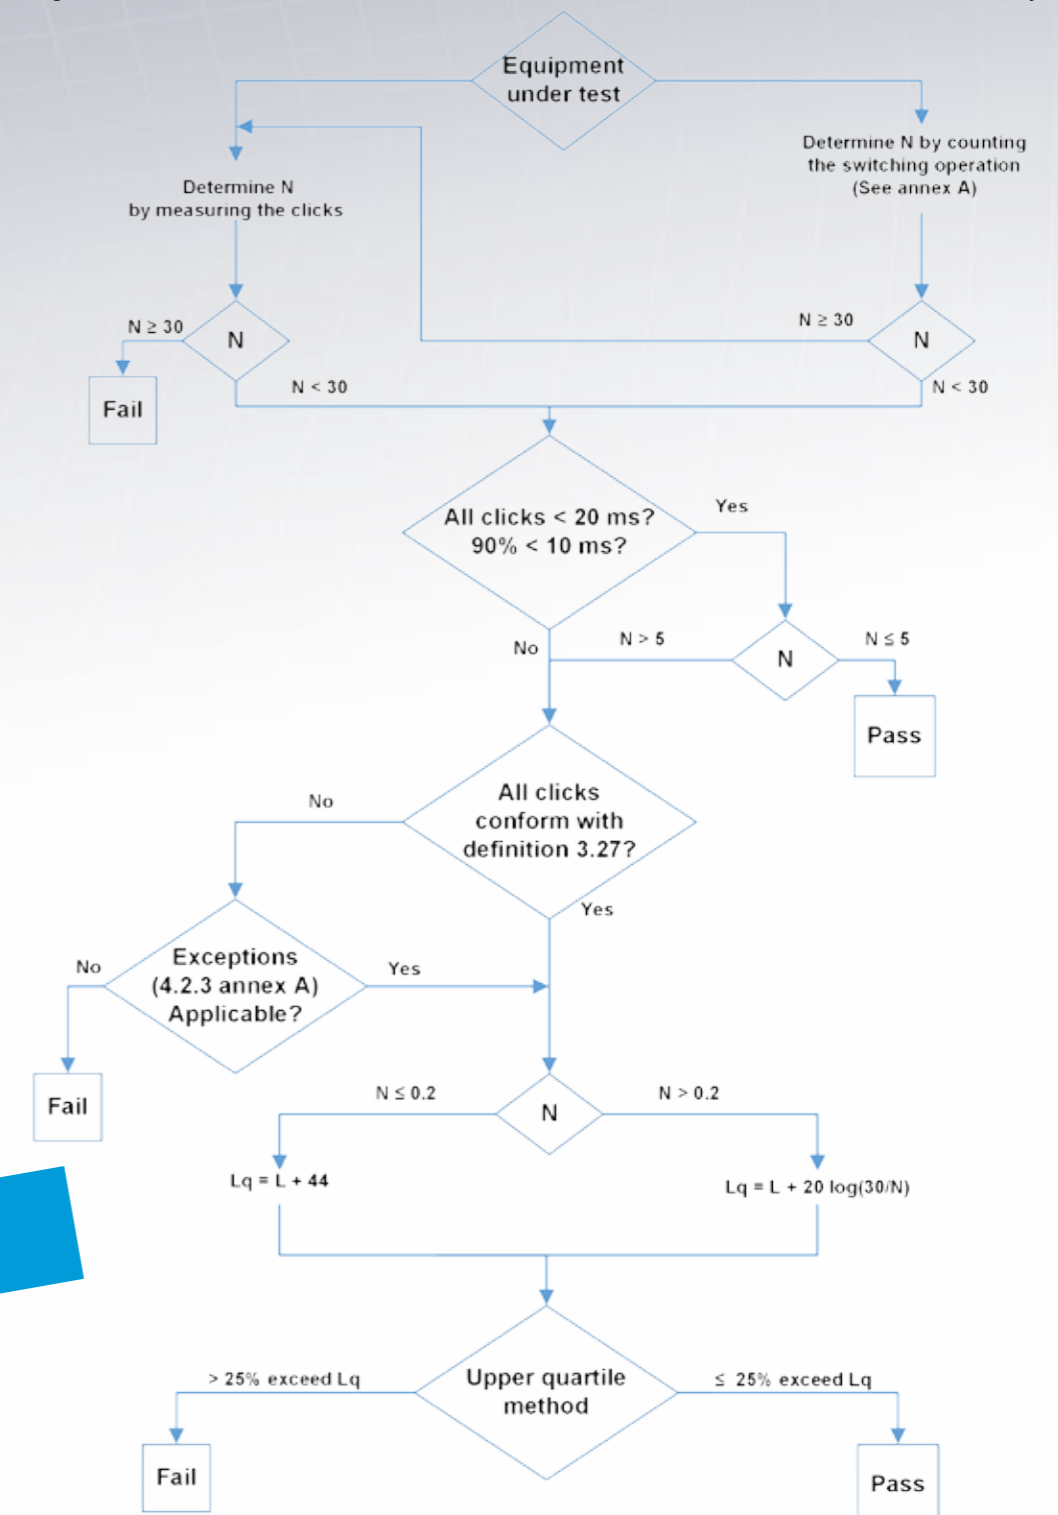 Equipment
under test
Determine N by counting
the switching operation
(See annex A)
Determine N
by measuring the clicks
N ≥ 30
N
N ≥ 30
N
Fail
N < 30
N < 30
All clicks < 20 ms?
90% < 10 ms?
Yes
No
N > 5
N
N ≤ 5
Pass
All clicks
conform with
definition 3.27?
No
Yes
Exceptions
(4.2.3 annex A)
Applicable?
No
Yes
Fail
N ≤ 0.2
N
N > 0.2
Lq = L + 44
Lq = L + 20 log(30/N)
Upper quartile
method
> 25% exceed Lq
≤ 25% exceed Lq
Fail
Pass